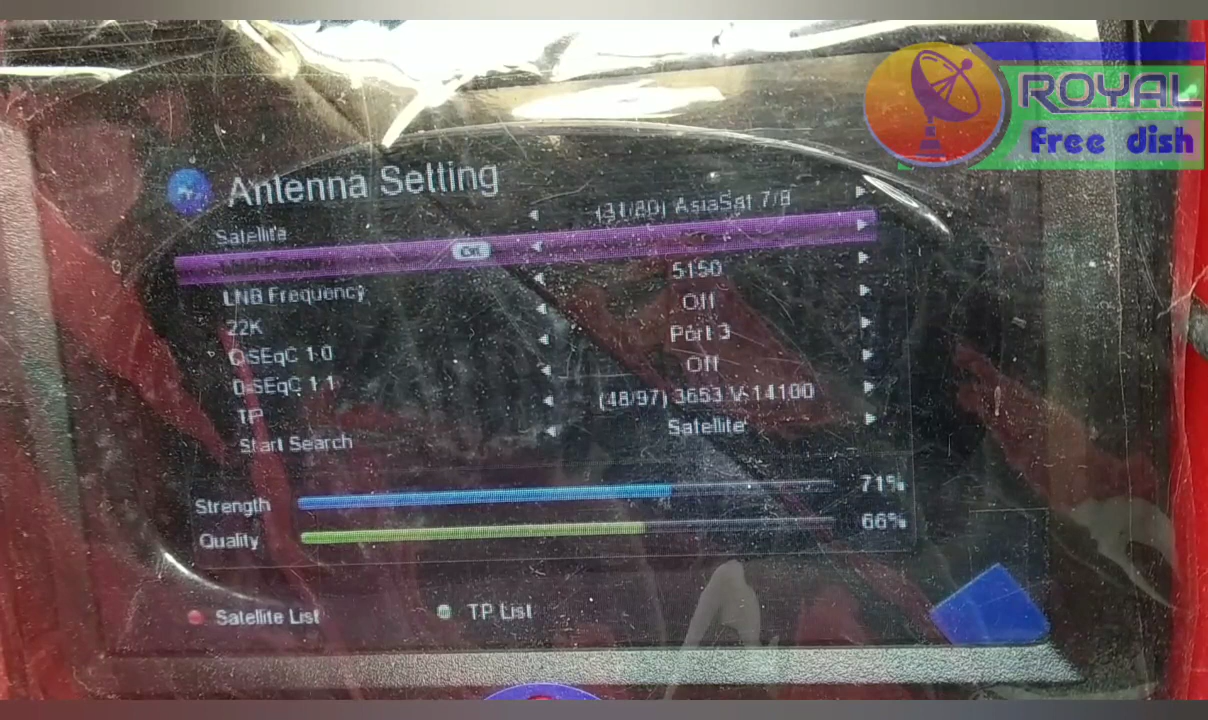 ROYAL
Free dish
Antenna Setting
Satellite (31/80) AsiaSat 7/8
On
LNB Frequency 5150
22K Off
DiSEqC 1.0 Port 3
DiSEqC 1.1 Off
TP (48/97) 3653 V 14100
Start Search Satellite
Strength 71%
Quality 66%
Satellite List TP List